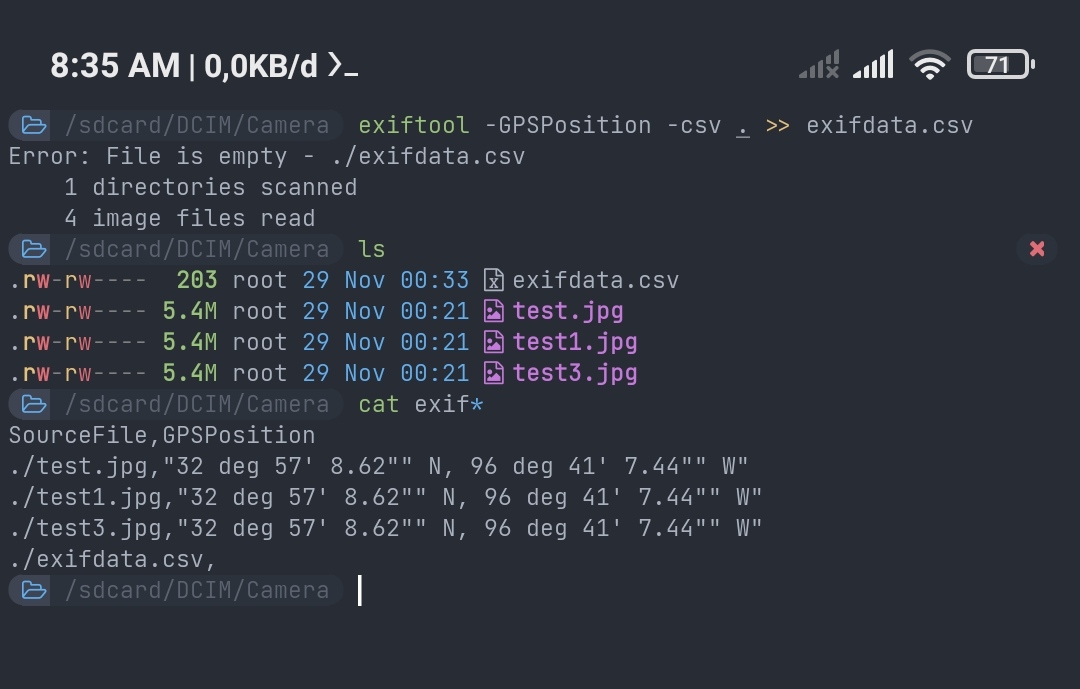 8:35 AM | 0,0KB/d >_ 71
/sdcard/DCIM/Camera exiftool -GPSPosition -csv . >> exifdata.csv
Error: File is empty - ./exifdata.csv
    1 directories scanned
    4 image files read
/sdcard/DCIM/Camera ls ✖
.rw-rw---- 203 root 29 Nov 00:33 exifdata.csv
.rw-rw---- 5.4M root 29 Nov 00:21 test.jpg
.rw-rw---- 5.4M root 29 Nov 00:21 test1.jpg
.rw-rw---- 5.4M root 29 Nov 00:21 test3.jpg
/sdcard/DCIM/Camera cat exif*
SourceFile,GPSPosition
./test.jpg,"32 deg 57' 8.62"" N, 96 deg 41' 7.44"" W"
./test1.jpg,"32 deg 57' 8.62"" N, 96 deg 41' 7.44"" W"
./test3.jpg,"32 deg 57' 8.62"" N, 96 deg 41' 7.44"" W"
./exifdata.csv,
/sdcard/DCIM/Camera